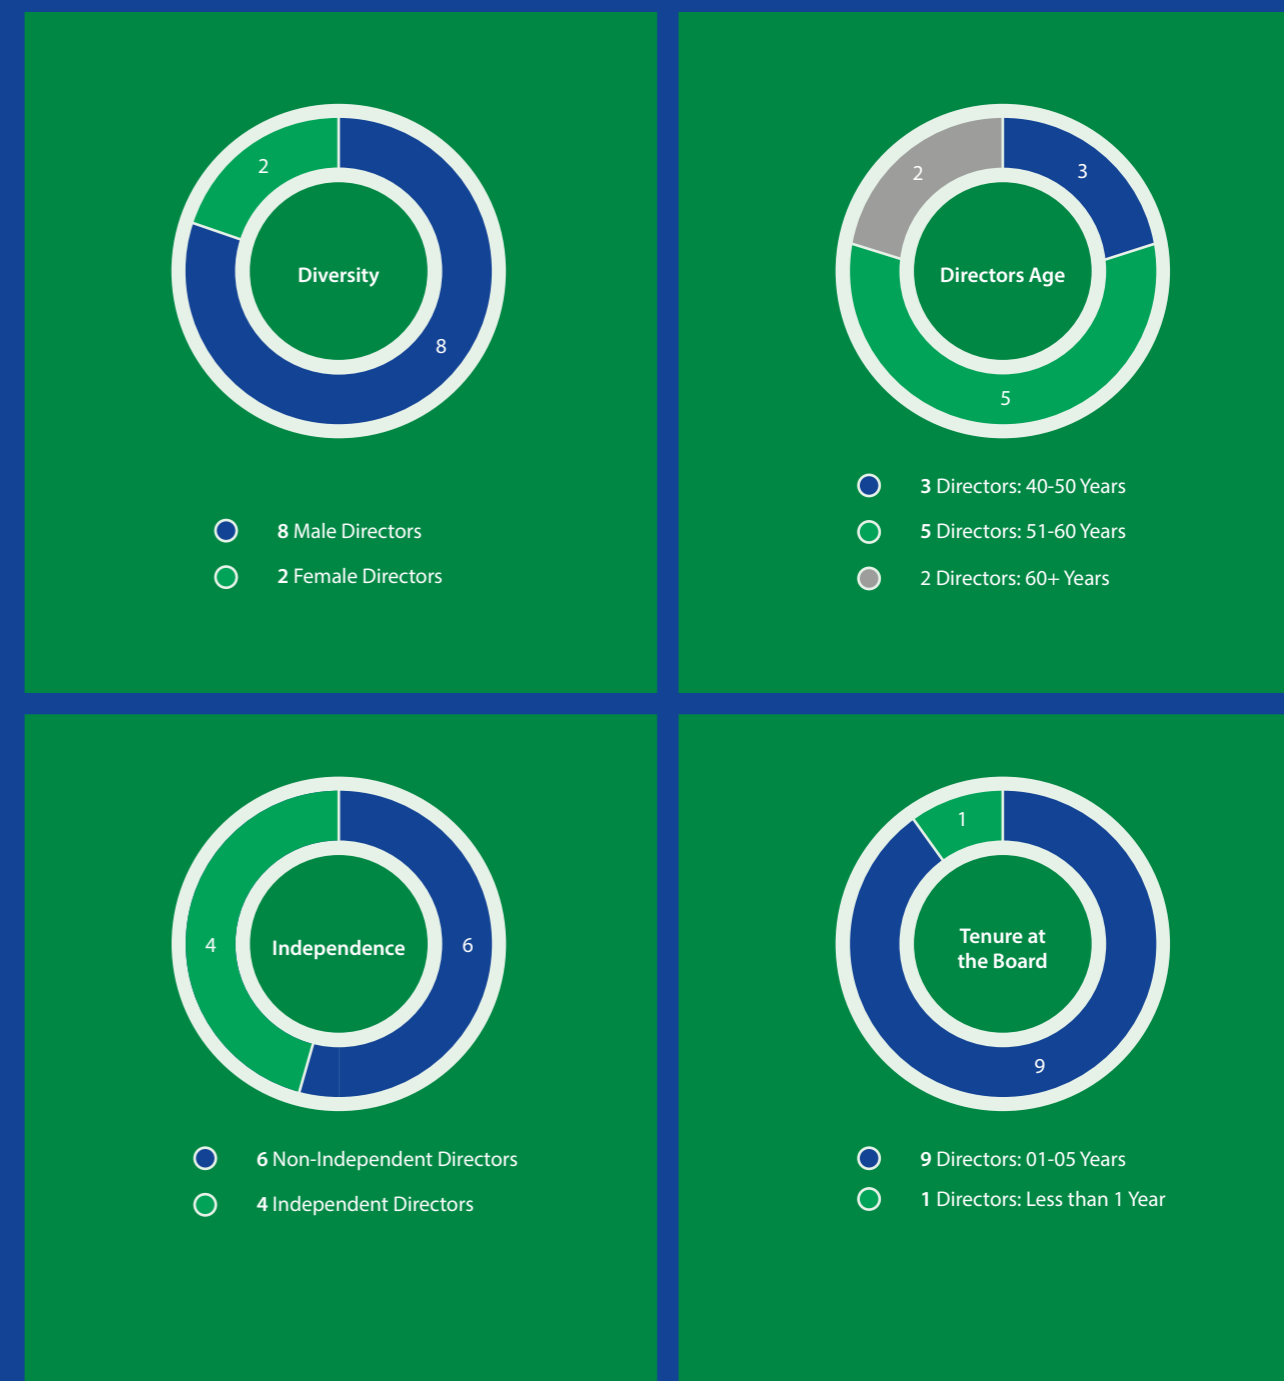 2
8
Diversity
8 Male Directors
2 Female Directors
2
3
Directors Age
5
3 Directors: 40-50 Years
5 Directors: 51-60 Years
2 Directors: 60+ Years
4
Independence
6
6 Non-Independent Directors
4 Independent Directors
1
Tenure at
the Board
9
9 Directors: 01-05 Years
1 Directors: Less than 1 Year